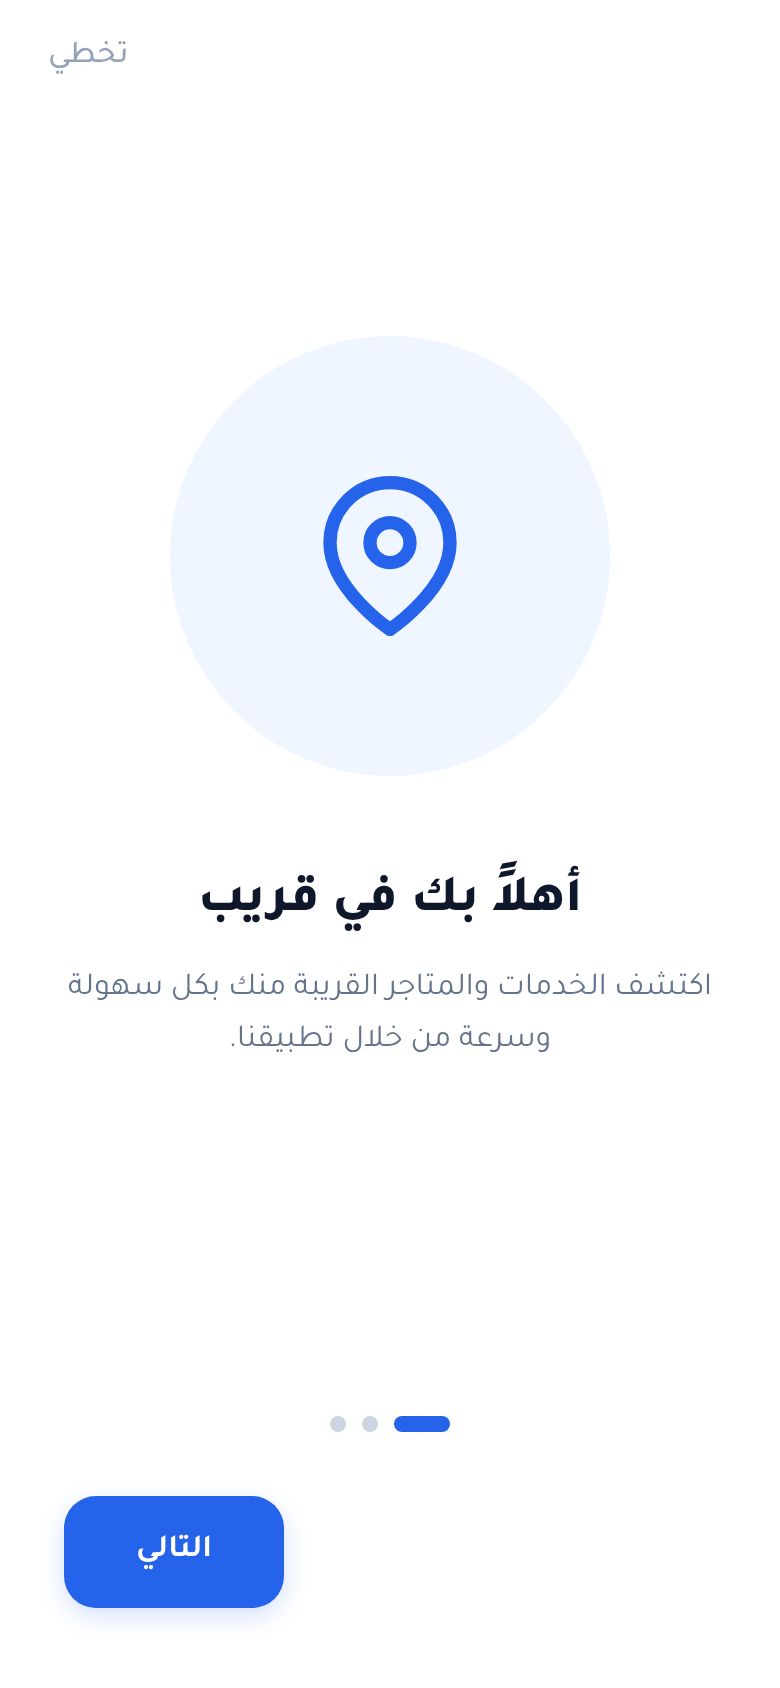 تخطي
أهلاً بك في قريب
اكتشف الخدمات والمتاجر القريبة منك بكل سهولة
وسرعة من خلال تطبيقنا.
التالي